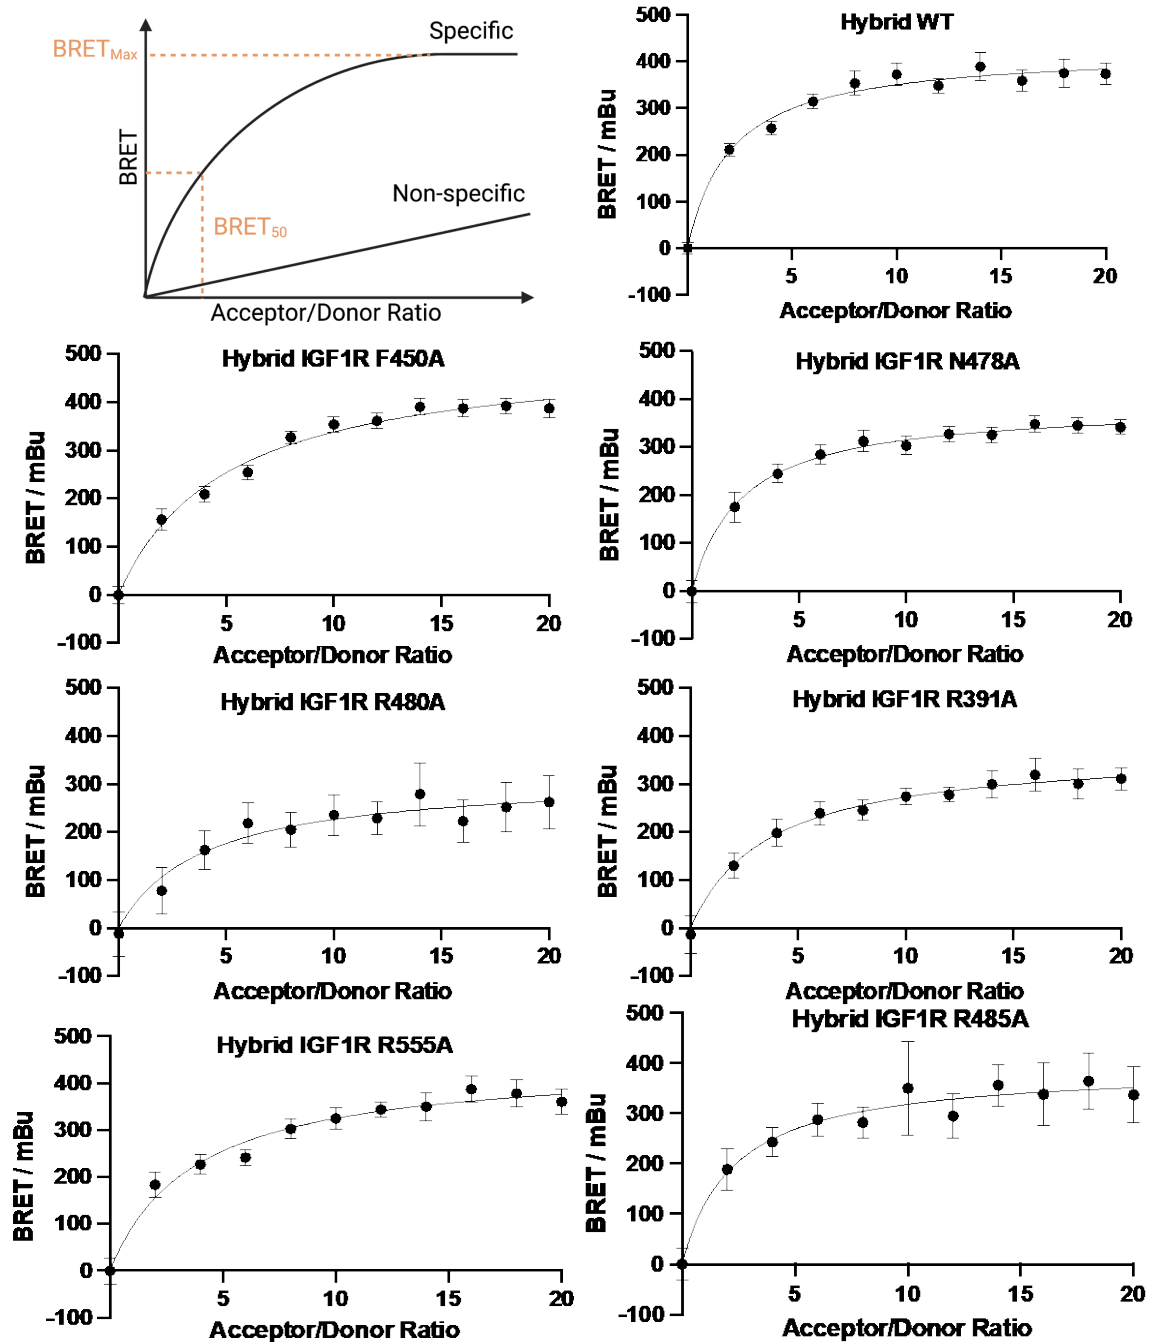 Specific
BRETMax
BRET
Non-specific
BRET50
Acceptor/Donor Ratio
Hybrid WT
500
400
300
200
100
0
-100
BRET / mBu
5 10 15 20
Acceptor/Donor Ratio
Hybrid IGF1R F450A
500
400
300
200
100
0
-100
BRET / mBu
5 10 15 20
Acceptor/Donor Ratio
Hybrid IGF1R N478A
500
400
300
200
100
0
-100
BRET / mBu
5 10 15 20
Acceptor/Donor Ratio
Hybrid IGF1R R480A
500
400
300
200
100
0
-100
BRET / mBu
5 10 15 20
Acceptor/Donor Ratio
Hybrid IGF1R R391A
500
400
300
200
100
0
-100
BRET / mBu
5 10 15 20
Acceptor/Donor Ratio
Hybrid IGF1R R555A
500
400
300
200
100
0
-100
BRET / mBu
5 10 15 20
Acceptor/Donor Ratio
Hybrid IGF1R R485A
500
400
300
200
100
0
-100
BRET / mBu
5 10 15 20
Acceptor/Donor Ratio